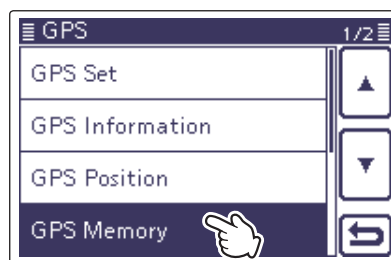 GPS 1/2
GPS Set
GPS Information
GPS Position
GPS Memory